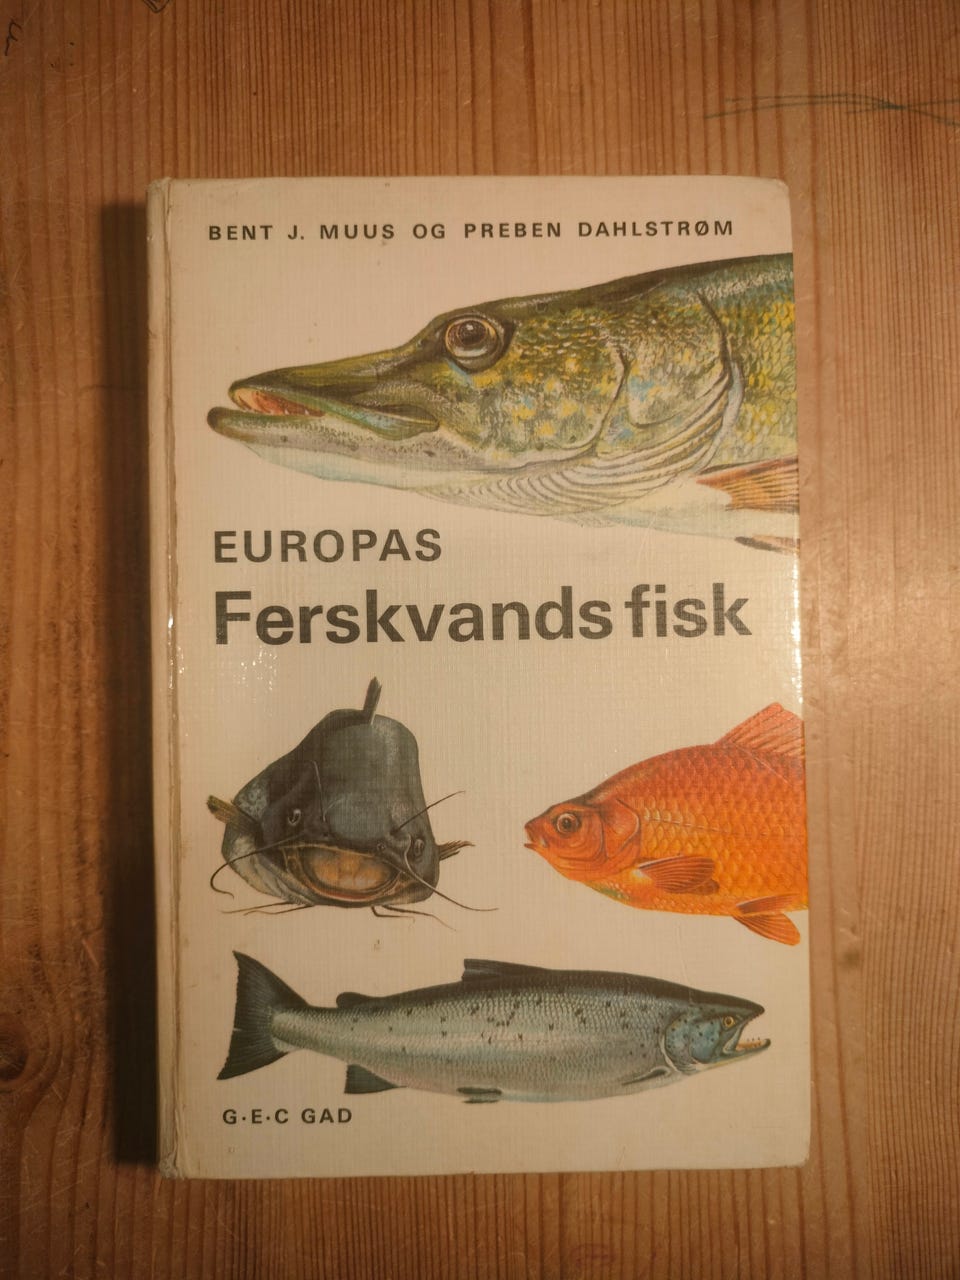 BENT J. MUUS OG PREBEN DAHLSTRØM
EUROPAS
Ferskvandsfisk
G·E·C GAD